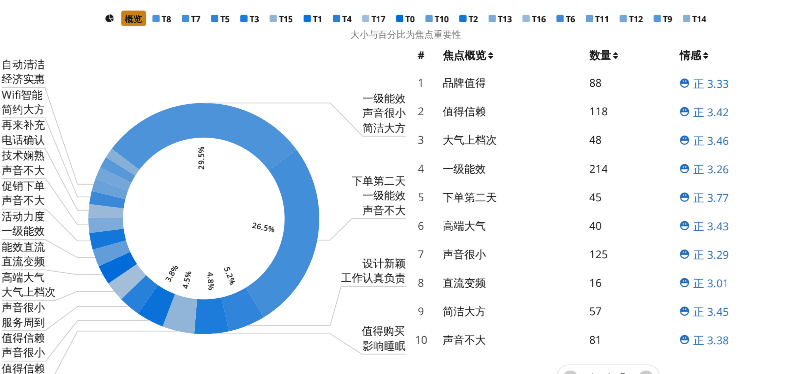 概览 T8 T7 T5 T3 T15 T1 T4 T17 T0 T10 T2 T13 T16 T6 T11 T12 T9 T14
大小与百分比为焦点重要性
自动清洁
经济实惠
Wifi智能
简约大方
再来补充
电话确认
技术娴熟
声音不大
促销下单
声音不大
活动力度
一级能效
能效直流
直流变频
高端大气
大气上档次
声音很小
服务周到
值得信赖
声音很小
值得信赖
29.5%
26.5%
5.2%
4.8%
4.5%
3.8%
一级能效
声音很小
简洁大方
下单第二天
一级能效
声音不大
设计新颖
工作认真负责
值得购买
影响睡眠
# 焦点概览 数量 情感
1 品牌值得 88 正 3.33
2 值得信赖 118 正 3.42
3 大气上档次 48 正 3.46
4 一级能效 214 正 3.26
5 下单第二天 45 正 3.77
6 高端大气 40 正 3.43
7 声音很小 125 正 3.29
8 直流变频 16 正 3.01
9 简洁大方 57 正 3.45
10 声音不大 81 正 3.38